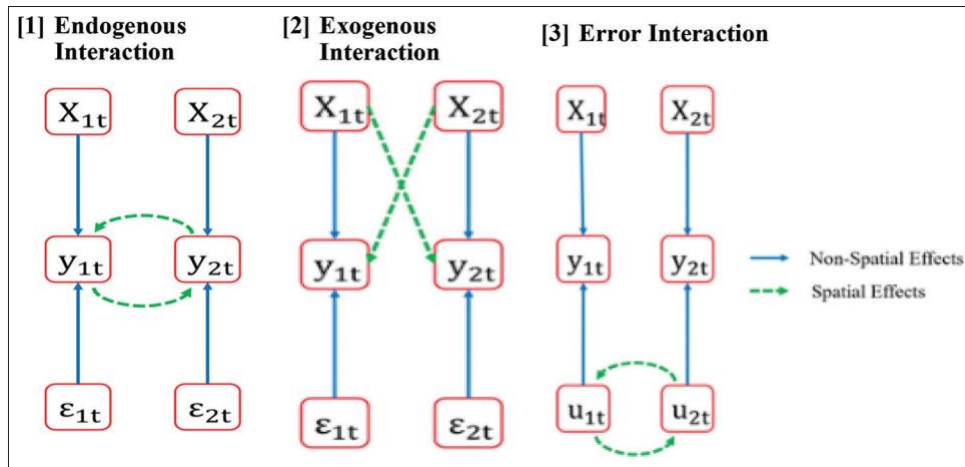 [1] Endogenous
Interaction
[2] Exogenous
Interaction
[3] Error Interaction
X1t X2t
y1t y2t
ε1t ε2t
X1t X2t
y1t y2t
ε1t ε2t
X1t X2t
y1t y2t
u1t u2t
Non-Spatial Effects
Spatial Effects